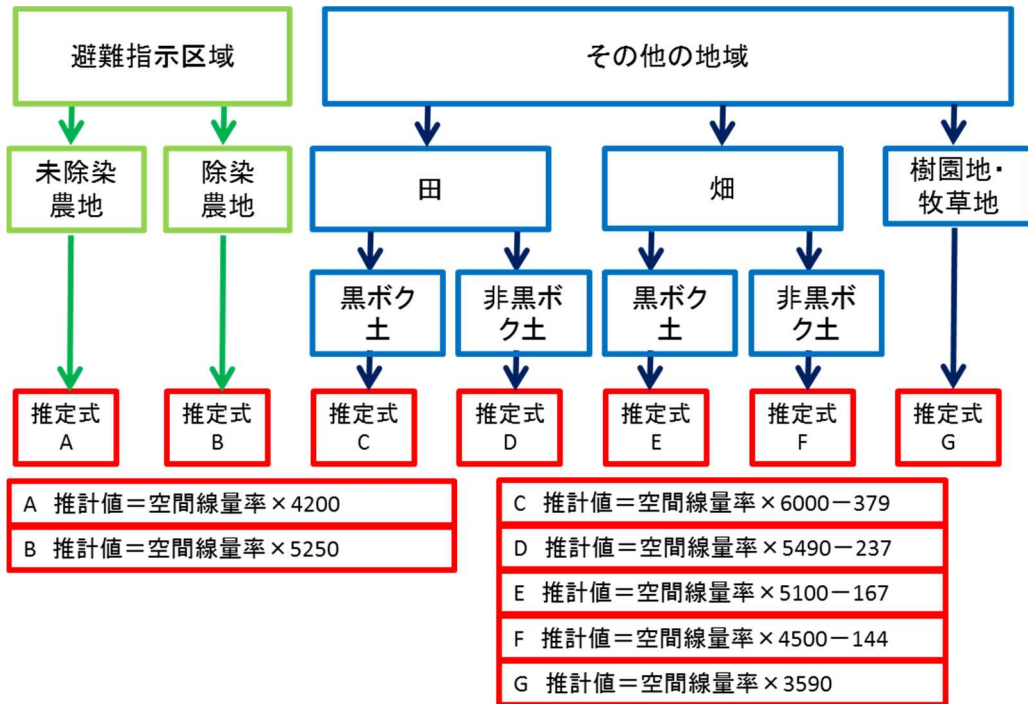 避難指示区域
その他の地域
未除染
農地
除染
農地
田
畑
樹園地・
牧草地
黒ボク
土
非黒ボ
ク土
黒ボク
土
非黒ボ
ク土
推定式
A
推定式
B
推定式
C
推定式
D
推定式
E
推定式
F
推定式
G
A 推計値＝空間線量率×4200
B 推計値＝空間線量率×5250
C 推計値＝空間線量率×6000－379
D 推計値＝空間線量率×5490－237
E 推計値＝空間線量率×5100－167
F 推計値＝空間線量率×4500－144
G 推計値＝空間線量率×3590